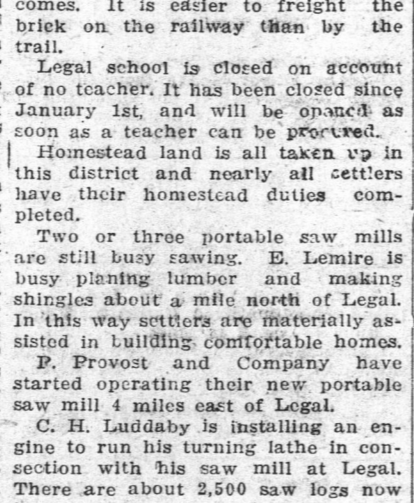 comes. It is easier to freight the
brick on the railway than by the
trail.
Legal school is closed on account
of no teacher. It has been closed since
January 1st, and will be opened as
soon as a teacher can be procured.
Homestead land is all taken up in
this district and nearly all settlers
have their homestead duties com-
pleted.
Two or three portable saw mills
are still busy sawing. E. Lemire is
busy planing lumber and making
shingles about a mile north of Legal.
In this way settlers are materially as-
sisted in building comfortable homes.
P. Provost and Company have
started operating their new portable
saw mill 4 miles east of Legal.
C. H. Luddaby is installing an en-
gine to run his turning lathe in con-
section with his saw mill at Legal.
There are about 2,500 saw logs now